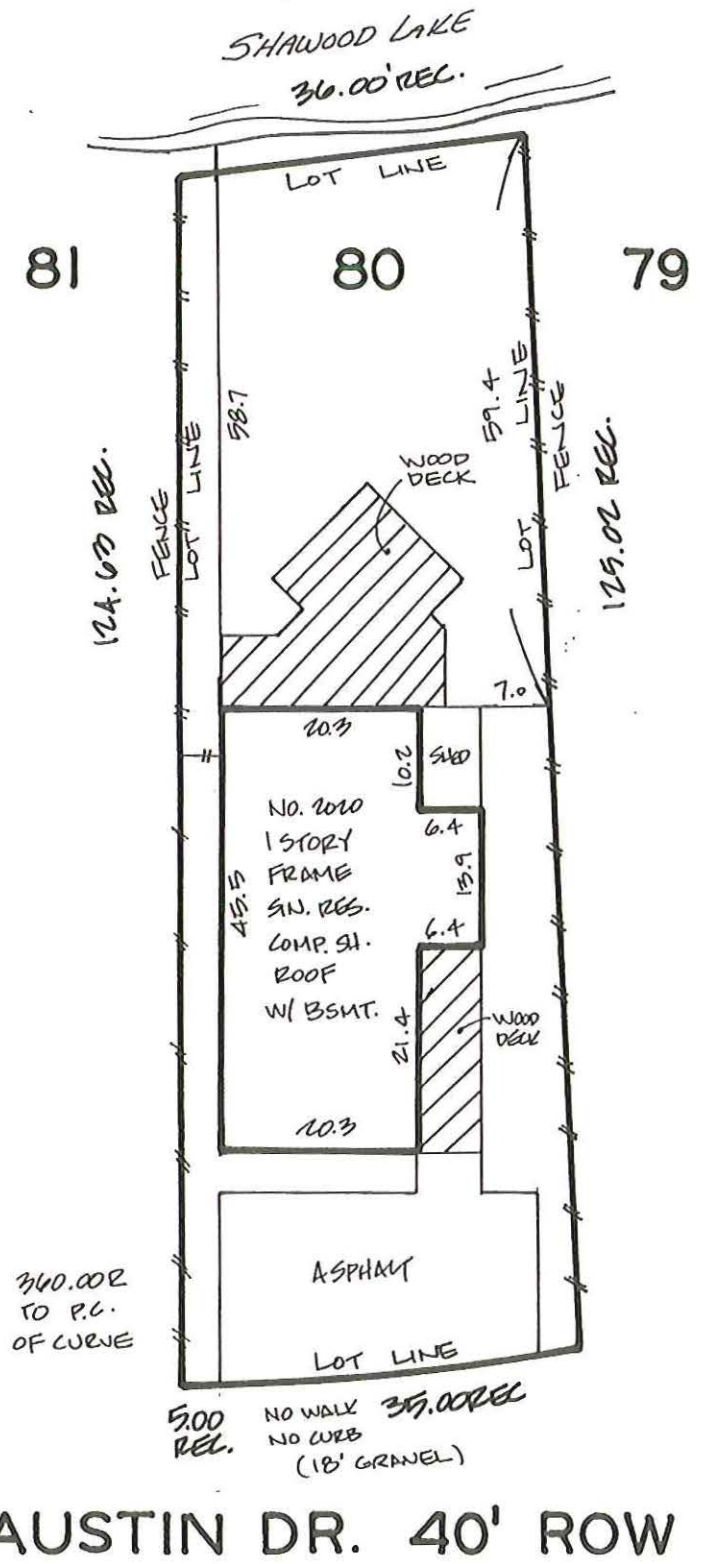 SHAWOOD LAKE
36.00' REC.
LOT LINE
81
80
79
58.7
59.4
LOT LINE
FENCE
FENCE
LOT LINE
124.63 REC.
125.02 REC.
WOOD
DECK
7.0
20.3
10.2
SHED
NO. 2020
1 STORY
FRAME
SIN. RES.
COMP. SH.
ROOF
W/ BSMT.
45.5
6.4
13.9
6.4
21.4
WOOD
DECK
20.3
ASPHALT
360.00R
TO P.C.
OF CURVE
LOT LINE
5.00
REC.
NO WALK
NO CURB
(18' GRAVEL)
35.00 REC
AUSTIN DR. 40' ROW